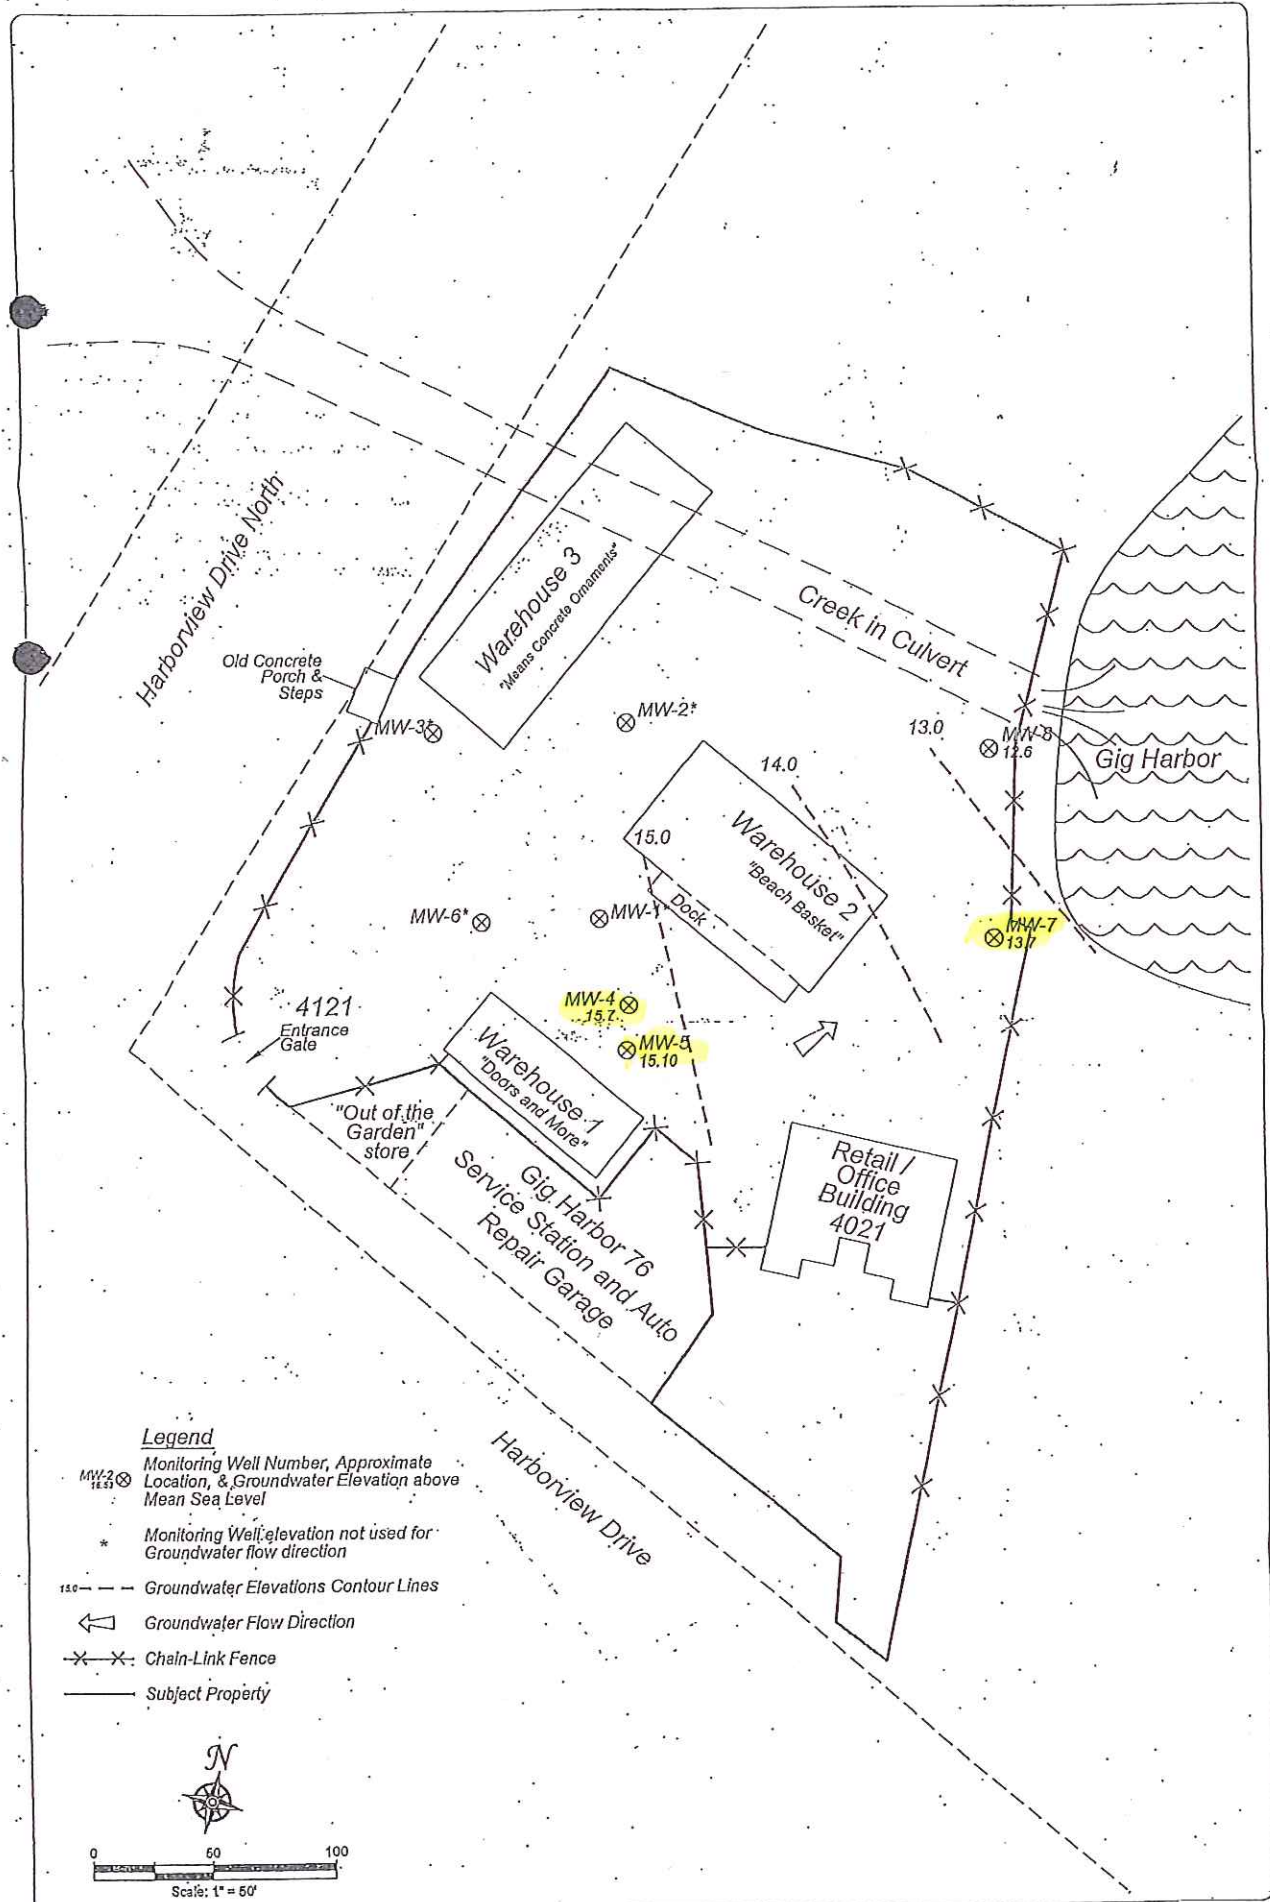 Harborview Drive North
Warehouse 3
"Means Concrete Ornaments"
Creek in Culvert
Old Concrete
Porch &
Steps
MW-3*
MW-2*
13.0
MW-8
12.6
Gig Harbor
14.0
15.0
Warehouse 2
"Beach Basket"
Dock
MW-6*
MW-1*
MW-7
13.7
MW-4
15.7
MW-5
15.10
4121
Entrance
Gate
Warehouse 1
"Doors and More"
"Out of the
Garden"
store
Gig Harbor 76
Service Station and Auto
Repair Garage
Retail /
Office
Building
4021
Harborview Drive
Legend
MW-2
Monitoring Well Number, Approximate
Location, & Groundwater Elevation above
Mean Sea Level
*
Monitoring Well elevation not used for
Groundwater flow direction
15.0
Groundwater Elevations Contour Lines
Groundwater Flow Direction
Chain-Link Fence
Subject Property
N
0 50 100
Scale: 1" = 50'